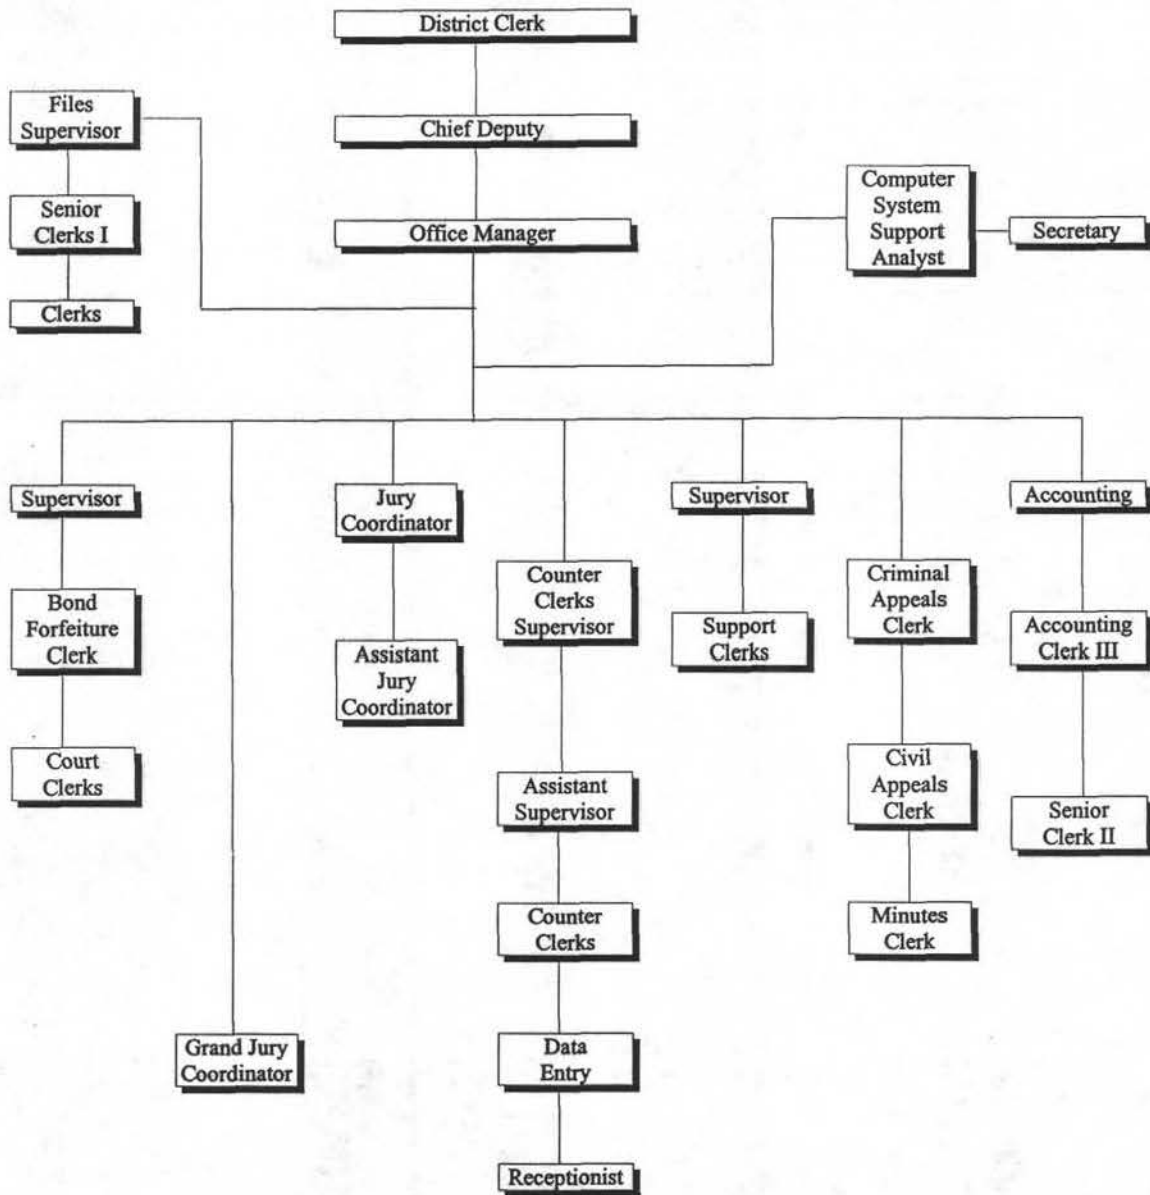 District Clerk
Files
Supervisor
Chief Deputy
Computer
System
Support
Analyst
Senior
Clerks I
Office Manager
Secretary
Clerks
Supervisor
Jury
Coordinator
Supervisor
Accounting
Counter
Clerks
Supervisor
Criminal
Appeals
Clerk
Bond
Forfeiture
Clerk
Support
Clerks
Accounting
Clerk III
Assistant
Jury
Coordinator
Court
Clerks
Civil
Appeals
Clerk
Assistant
Supervisor
Senior
Clerk II
Counter
Clerks
Minutes
Clerk
Grand Jury
Coordinator
Data
Entry
Receptionist